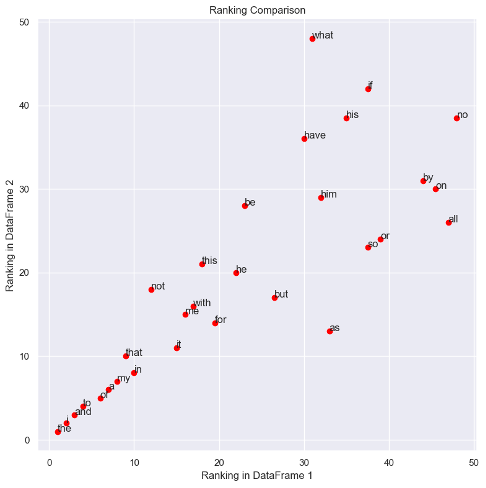 Ranking Comparison
50
what
if
his
no
40
have
by
on
30
him
be
all
or
so
this
he
20
not
but
with
me
for
as
it
that
10
in
my
a
of
to
and
i
the
0
0
10
20
30
40
50
Ranking in DataFrame 1
Ranking in DataFrame 2